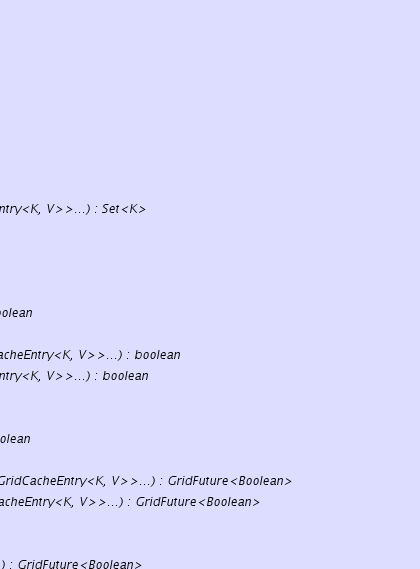 ntry<K, V>>...) : Set<K>
oolean
acheEntry<K, V>>...) : boolean
ntry<K, V>>...) : boolean
olean
GridCacheEntry<K, V>>...) : GridFuture<Boolean>
acheEntry<K, V>>...) : GridFuture<Boolean>
) : GridFuture<Boolean>